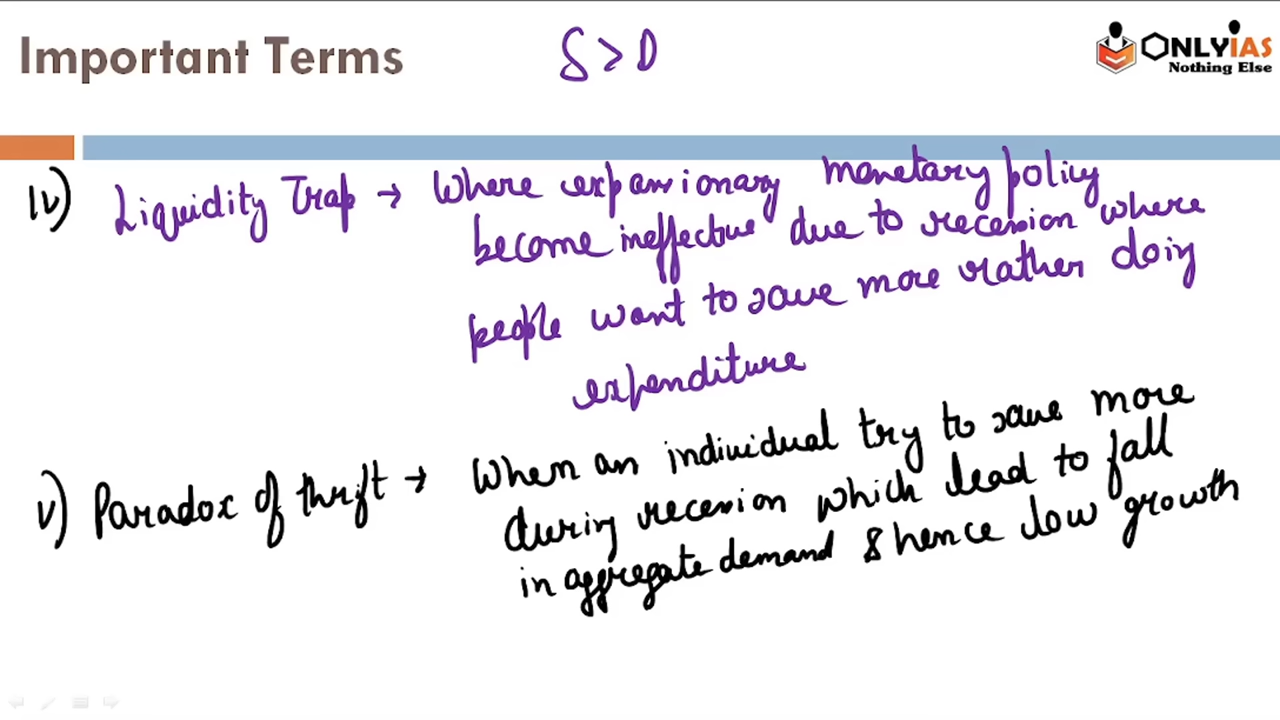 Important Terms
S > D
ONLYIAS
Nothing Else
iv) Liquidity Trap → Where expansionary monetary policy
become ineffective due to recession where
people want to save more rather doing
expenditure
v) Paradox of thrift → When an individual try to save more
during recession which lead to fall
in aggregate demand & hence low growth